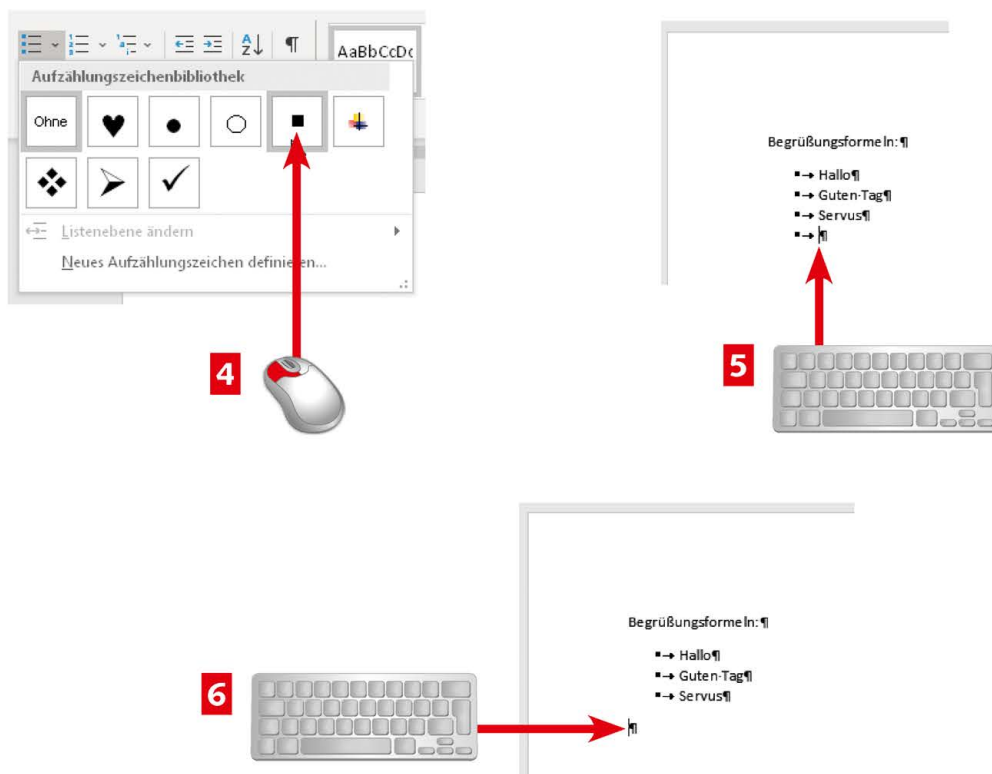 AaBbCcDc
Aufzählungszeichenbibliothek
Ohne
Listenebene ändern
Neues Aufzählungszeichen definieren...
4
Begrüßungsformeln:¶
▪→ Hallo¶
▪→ Guten·Tag¶
▪→ Servus¶
▪→ ¶
5
Begrüßungsformeln:¶
▪→ Hallo¶
▪→ Guten·Tag¶
▪→ Servus¶
¶
6